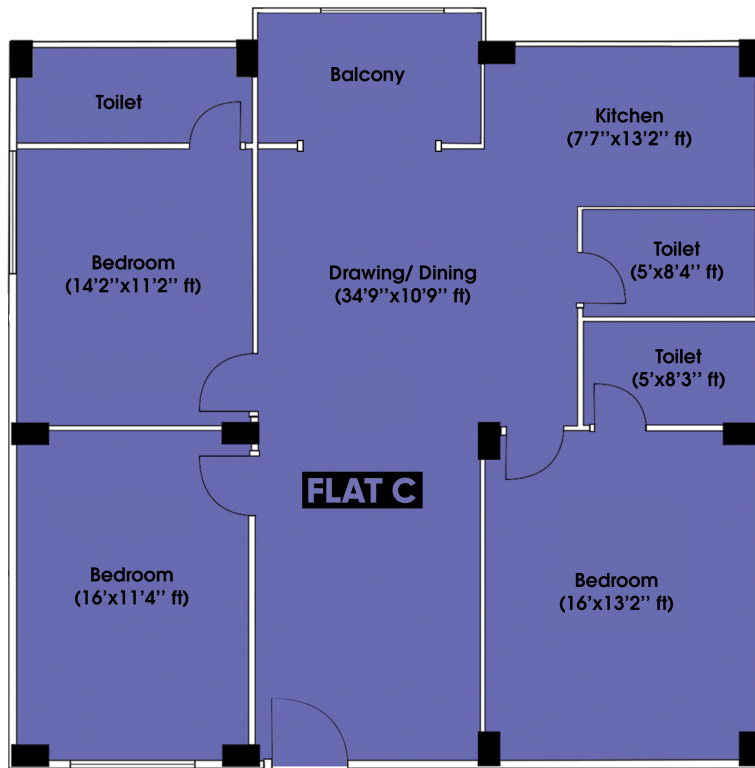 Balcony
Toilet
Kitchen
(7'7''x13'2'' ft)
Bedroom
(14'2''x11'2'' ft)
Drawing/ Dining
(34'9''x10'9'' ft)
Toilet
(5'x8'4'' ft)
Toilet
(5'x8'3'' ft)
FLAT C
Bedroom
(16'x11'4'' ft)
Bedroom
(16'x13'2'' ft)